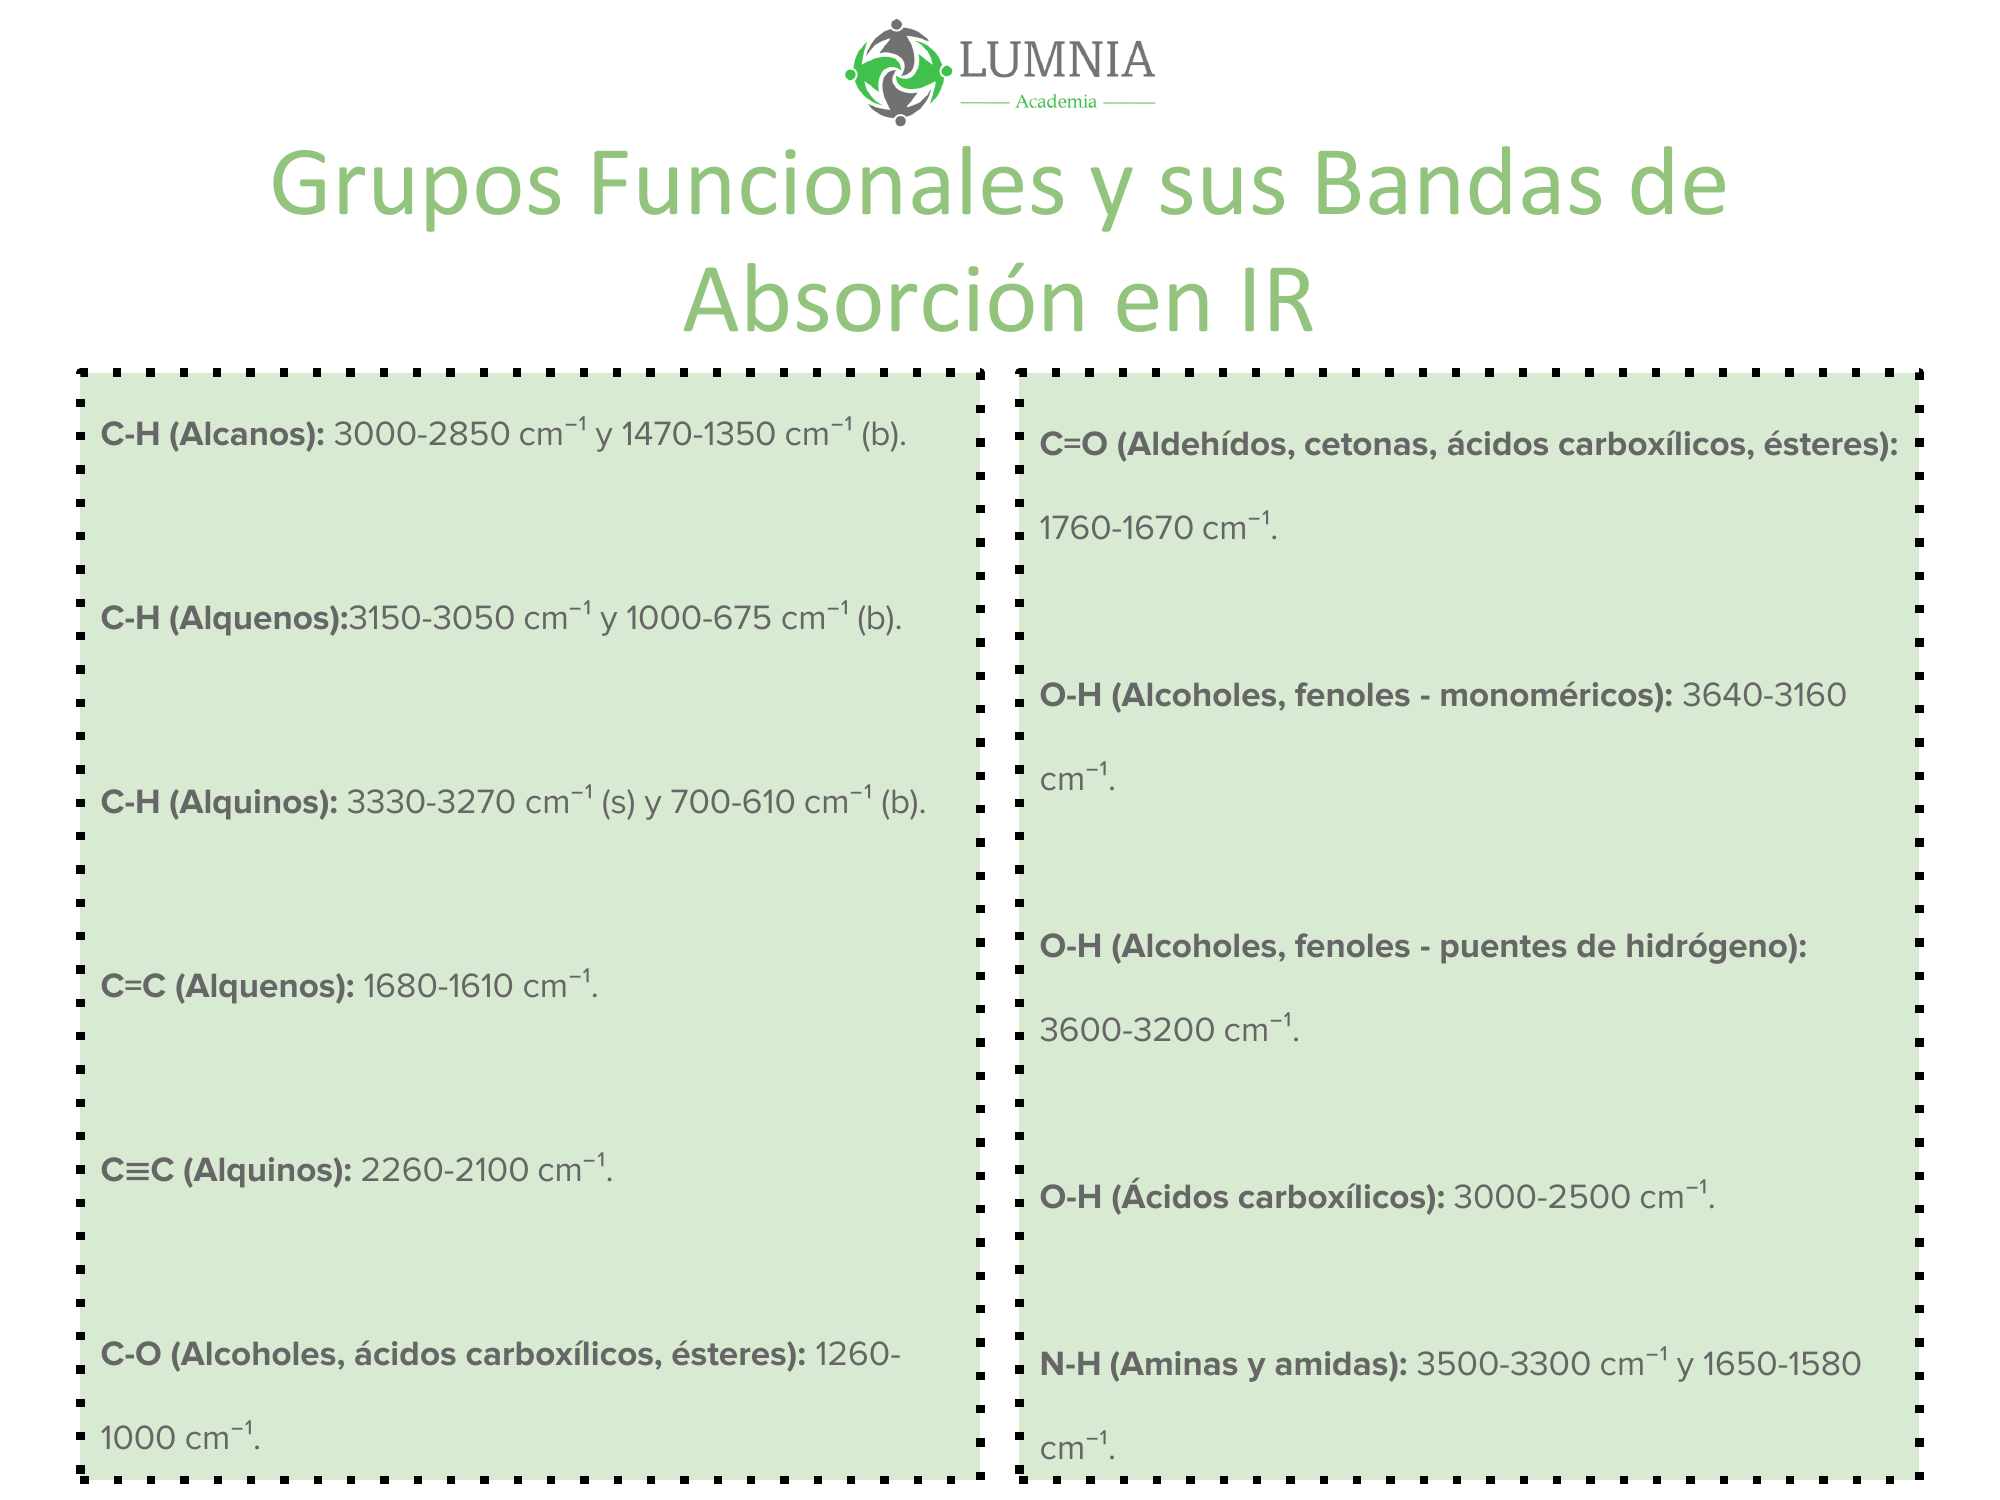 LUMNIA
Academia
Grupos Funcionales y sus Bandas de
Absorción en IR
C-H (Alcanos): 3000-2850 cm⁻¹ y 1470-1350 cm⁻¹ (b).
C-H (Alquenos):3150-3050 cm⁻¹ y 1000-675 cm⁻¹ (b).
C-H (Alquinos): 3330-3270 cm⁻¹ (s) y 700-610 cm⁻¹ (b).
C=C (Alquenos): 1680-1610 cm⁻¹.
C≡C (Alquinos): 2260-2100 cm⁻¹.
C-O (Alcoholes, ácidos carboxílicos, ésteres): 1260-
1000 cm⁻¹.
C=O (Aldehídos, cetonas, ácidos carboxílicos, ésteres):
1760-1670 cm⁻¹.
O-H (Alcoholes, fenoles - monoméricos): 3640-3160
cm⁻¹.
O-H (Alcoholes, fenoles - puentes de hidrógeno):
3600-3200 cm⁻¹.
O-H (Ácidos carboxílicos): 3000-2500 cm⁻¹.
N-H (Aminas y amidas): 3500-3300 cm⁻¹ y 1650-1580
cm⁻¹.